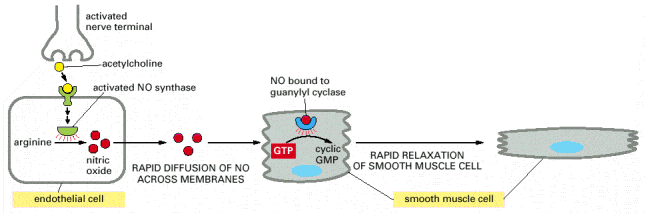 activated
nerve terminal
acetylcholine
activated NO synthase
arginine
nitric
oxide
endothelial cell
RAPID DIFFUSION OF NO
ACROSS MEMBRANES
NO bound to
guanylyl cyclase
GTP
cyclic
GMP
RAPID RELAXATION
OF SMOOTH MUSCLE CELL
smooth muscle cell